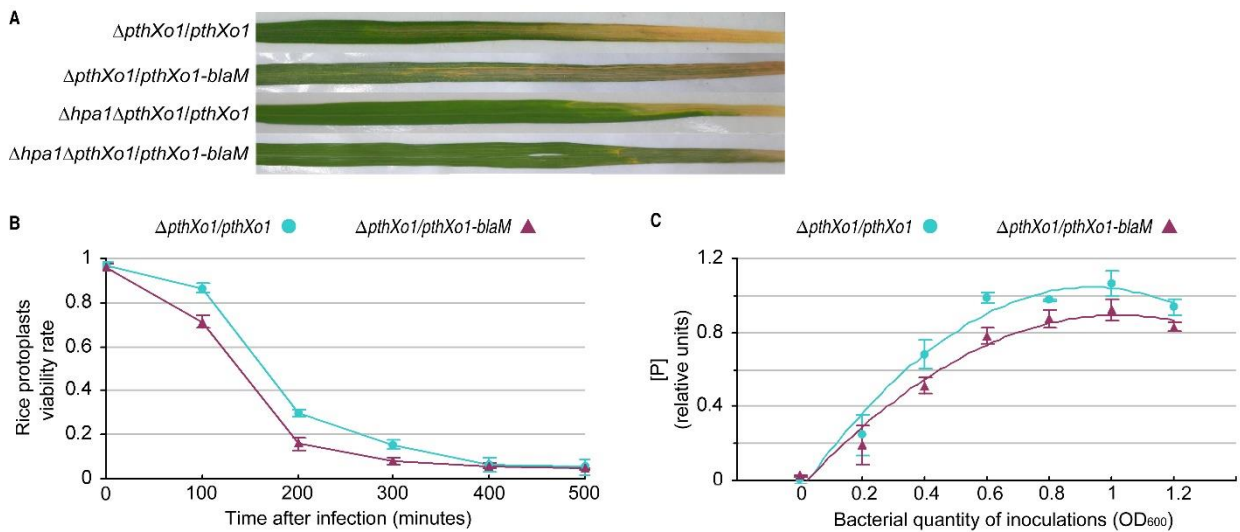 A
ΔpthXo1/pthXo1
ΔpthXo1/pthXo1-blaM
Δhpa1ΔpthXo1/pthXo1
Δhpa1ΔpthXo1/pthXo1-blaM
B
ΔpthXo1/pthXo1
ΔpthXo1/pthXo1-blaM
1
0.8
0.6
0.4
0.2
0
Rice protoplasts
viability rate
0 100 200 300 400 500
Time after infection (minutes)
C
ΔpthXo1/pthXo1
ΔpthXo1/pthXo1-blaM
1.2
0.8
0.4
0
[P]
(relative units)
0 0.2 0.4 0.6 0.8 1 1.2
Bacterial quantity of inoculations (OD₆₀₀)